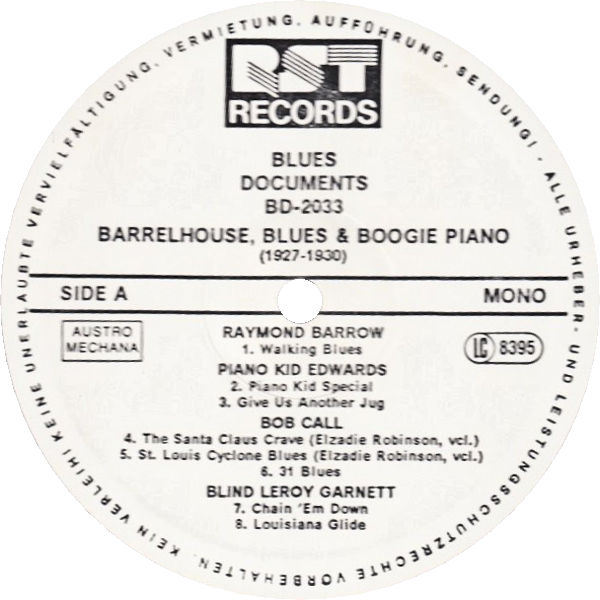 RST
RECORDS
BLUES
DOCUMENTS
BD-2033
BARRELHOUSE, BLUES & BOOGIE PIANO
(1927-1930)
SIDE A
MONO
AUSTRO
MECHANA
LC 8395
RAYMOND BARROW
1. Walking Blues
PIANO KID EDWARDS
2. Piano Kid Special
3. Give Us Another Jug
BOB CALL
4. The Santa Claus Crave (Elzadie Robinson, vcl.)
5. St. Louis Cyclone Blues (Elzadie Robinson, vcl.)
6. 31 Blues
BLIND LEROY GARNETT
7. Chain 'Em Down
8. Louisiana Glide
ALLE URHEBER- UND LEISTUNGSSCHUTZRECHTE VORBEHALTEN. KEIN VERLEIH! KEINE UNERLAUBTE VERVIELFÄLTIGUNG, VERMIETUNG, AUFFÜHRUNG, SENDUNG! ·